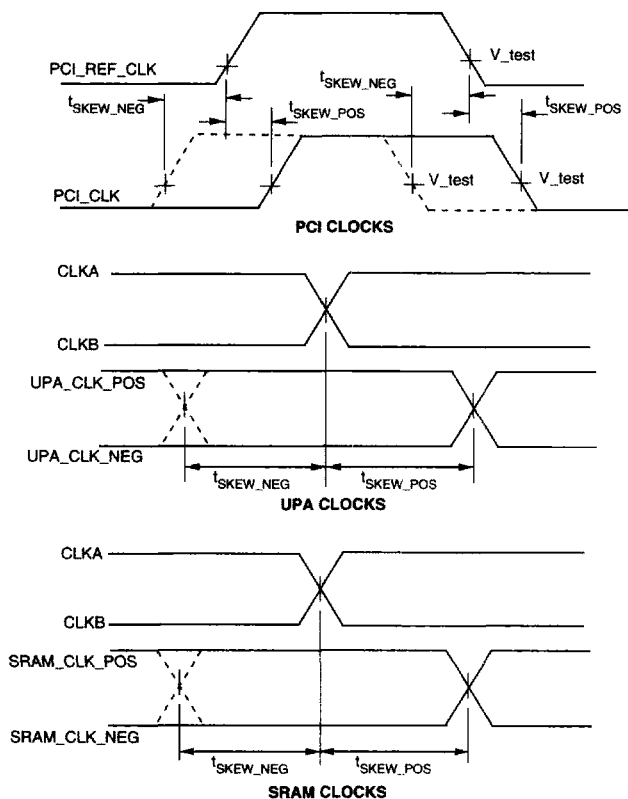 PCI_REF_CLK
V_test
tSKEW_NEG
tSKEW_NEG
tSKEW_POS
tSKEW_POS
PCI_CLK
V_test
V_test
PCI CLOCKS
CLKA
CLKB
UPA_CLK_POS
UPA_CLK_NEG
tSKEW_NEG
tSKEW_POS
UPA CLOCKS
CLKA
CLKB
SRAM_CLK_POS
SRAM_CLK_NEG
tSKEW_NEG
tSKEW_POS
SRAM CLOCKS